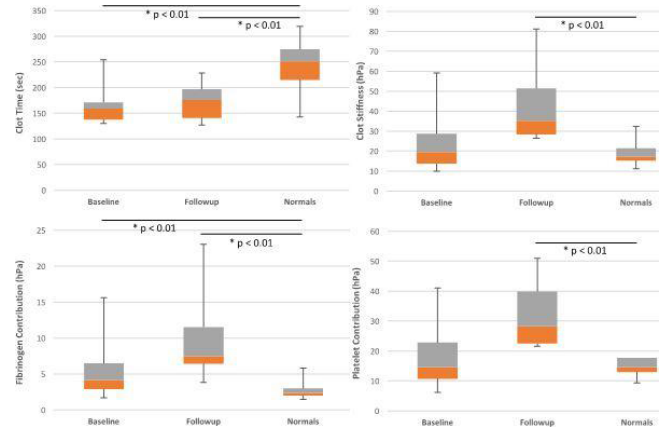 * p < 0.01
* p < 0.01
Clot Time (sec)
350
300
250
200
150
100
50
0
Baseline
Followup
Normals
* p < 0.01
Clot Stiffness (hPa)
90
80
70
60
50
40
30
20
10
0
Baseline
Followup
Normals
* p < 0.01
* p < 0.01
Fibrinogen Contribution (hPa)
25
20
15
10
5
0
Baseline
Followup
Normals
* p < 0.01
Platelet Contribution (hPa)
60
50
40
30
20
10
0
Baseline
Followup
Normals